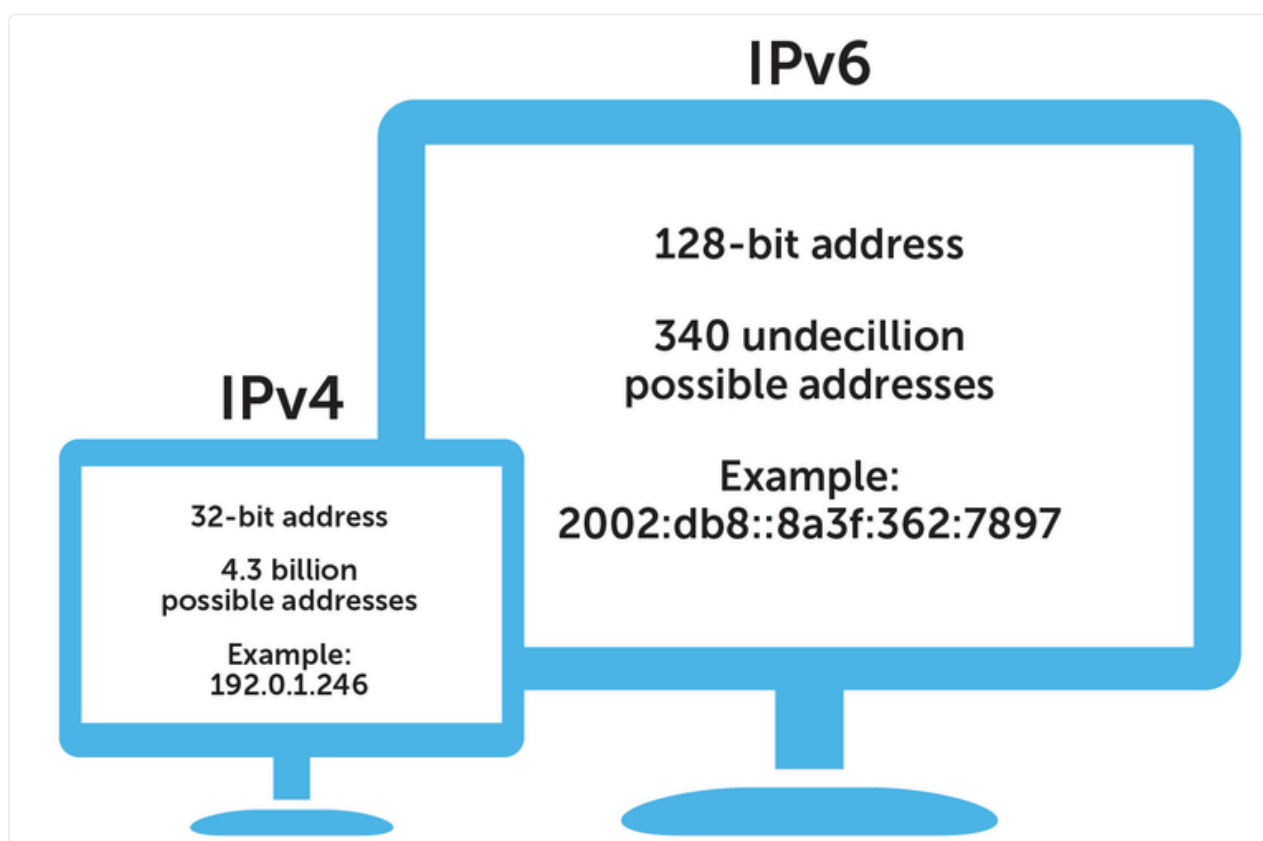 IPv6
128-bit address
340 undecillion
possible addresses
Example:
2002:db8::8a3f:362:7897
IPv4
32-bit address
4.3 billion
possible addresses
Example:
192.0.1.246